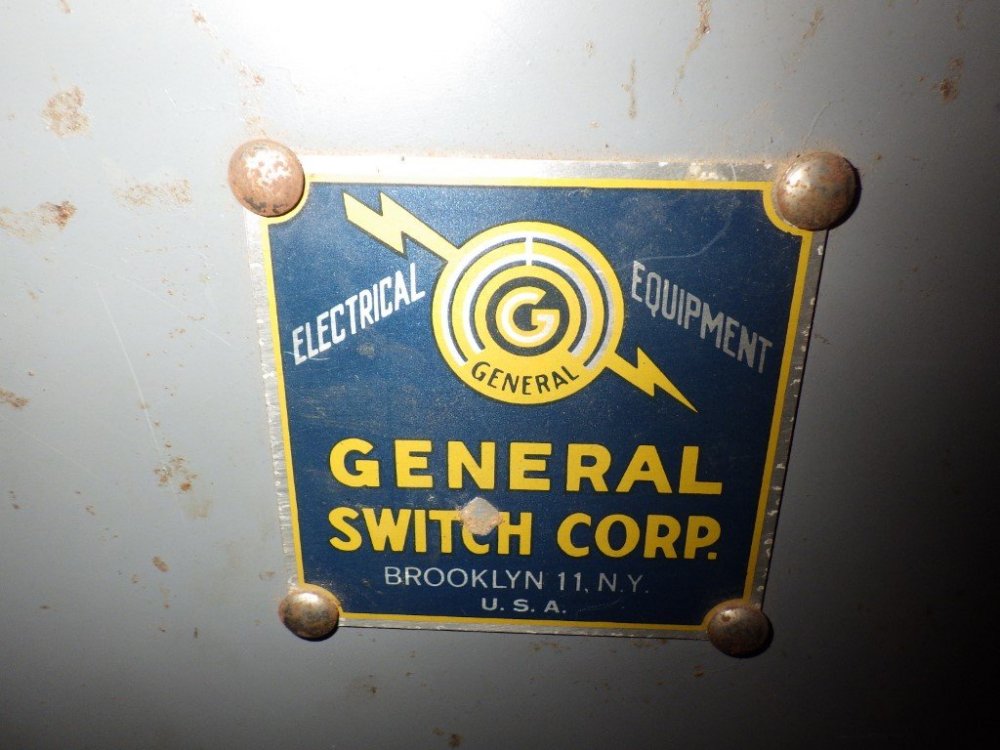 ELECTRICAL EQUIPMENT
G
GENERAL
GENERAL
SWITCH CORP.
BROOKLYN 11, N.Y.
U. S. A.